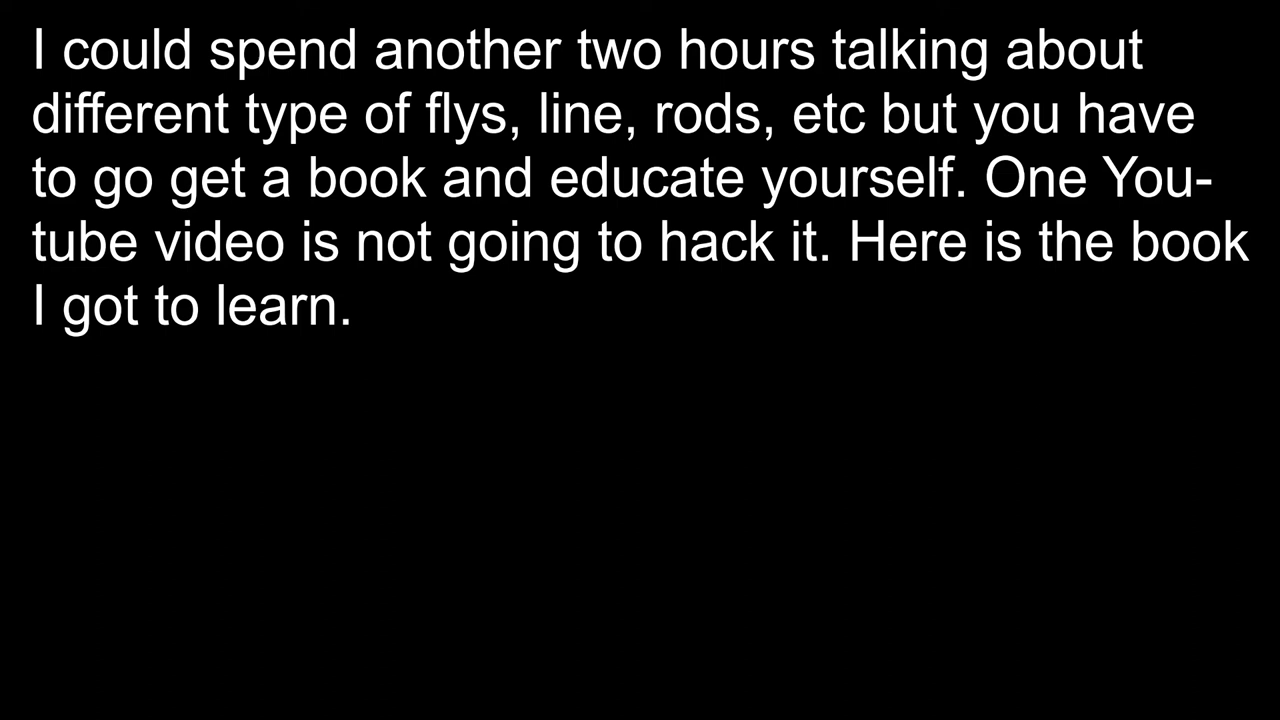 I could spend another two hours talking about
different type of flys, line, rods, etc but you have
to go get a book and educate yourself. One You-
tube video is not going to hack it. Here is the book
I got to learn.